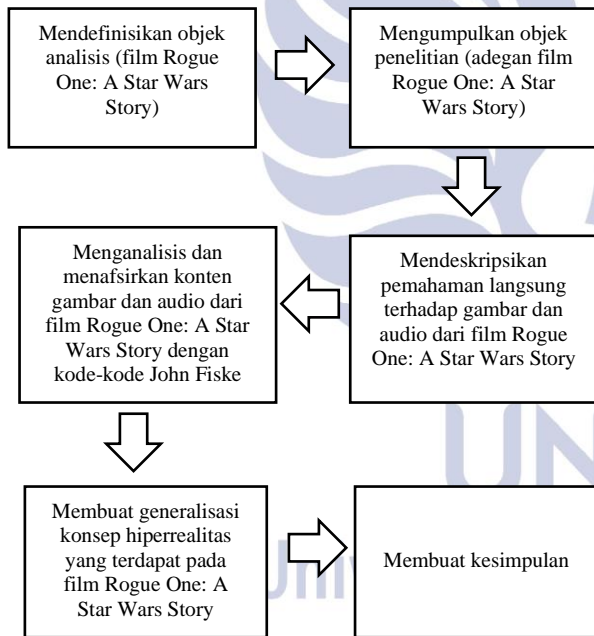 Mendefinisikan objek
analisis (film Rogue
One: A Star Wars
Story)
Mengumpulkan objek
penelitian (adegan film
Rogue One: A Star
Wars Story)
Mendeskripsikan
pemahaman langsung
terhadap gambar dan
audio dari film Rogue
One: A Star Wars Story
Menganalisis dan
menafsirkan konten
gambar dan audio dari
film Rogue One: A Star
Wars Story dengan
kode-kode John Fiske
Membuat generalisasi
konsep hiperrealitas
yang terdapat pada
film Rogue One: A
Star Wars Story
Membuat kesimpulan
UN